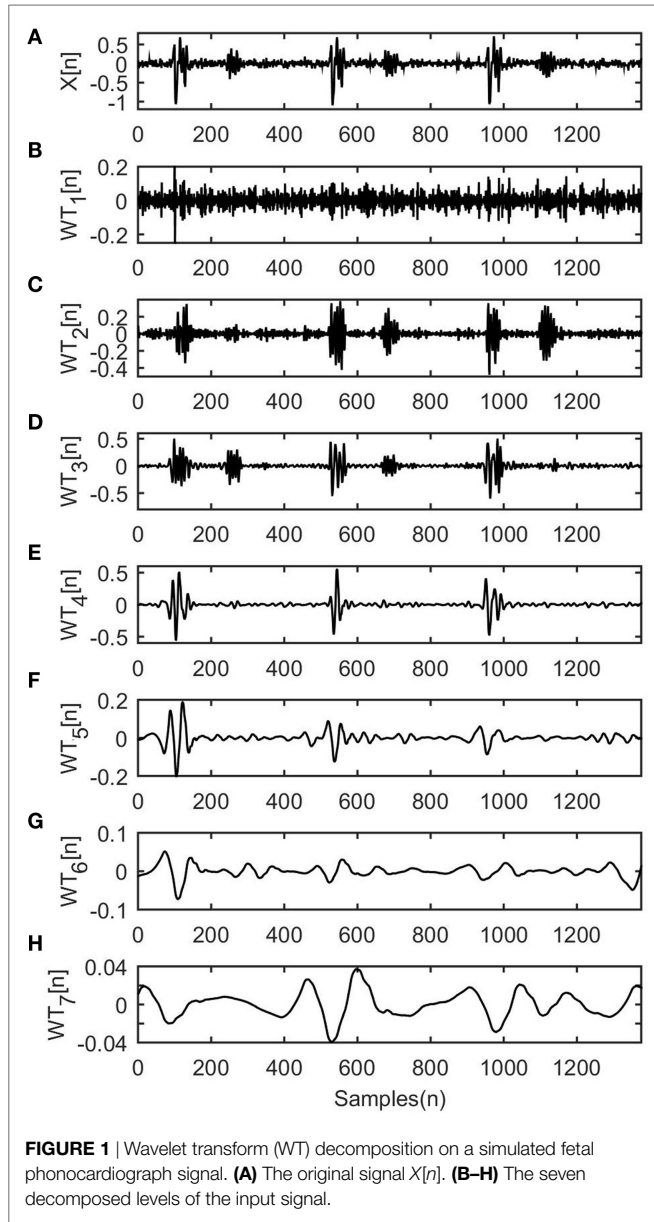 A
X[n]
0.5
0
-0.5
-1
0 200 400 600 800 1000 1200
B
WT1[n]
0.2
0
-0.2
0 200 400 600 800 1000 1200
C
WT2[n]
0.2
0
-0.2
-0.4
0 200 400 600 800 1000 1200
D
WT3[n]
0.5
0
-0.5
0 200 400 600 800 1000 1200
E
WT4[n]
0.5
0
-0.5
0 200 400 600 800 1000 1200
F
WT5[n]
0.2
0
-0.2
0 200 400 600 800 1000 1200
G
WT6[n]
0.1
0
-0.1
0 200 400 600 800 1000 1200
H
WT7[n]
0.04
0
-0.04
0 200 400 600 800 1000 1200
Samples(n)
FIGURE 1 | Wavelet transform (WT) decomposition on a simulated fetal
phonocardiograph signal. (A) The original signal X[n]. (B–H) The seven
decomposed levels of the input signal.